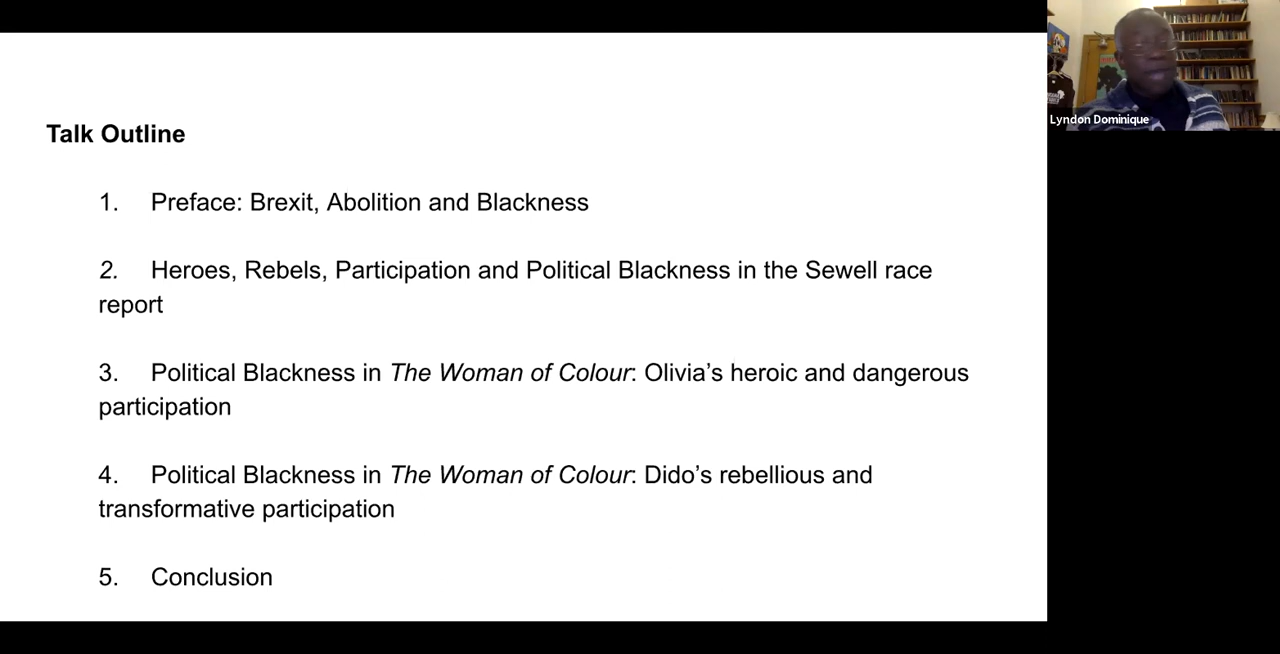 Talk Outline
1. Preface: Brexit, Abolition and Blackness
2. Heroes, Rebels, Participation and Political Blackness in the Sewell race
report
3. Political Blackness in The Woman of Colour: Olivia’s heroic and dangerous
participation
4. Political Blackness in The Woman of Colour: Dido’s rebellious and
transformative participation
5. Conclusion
Lyndon Dominique